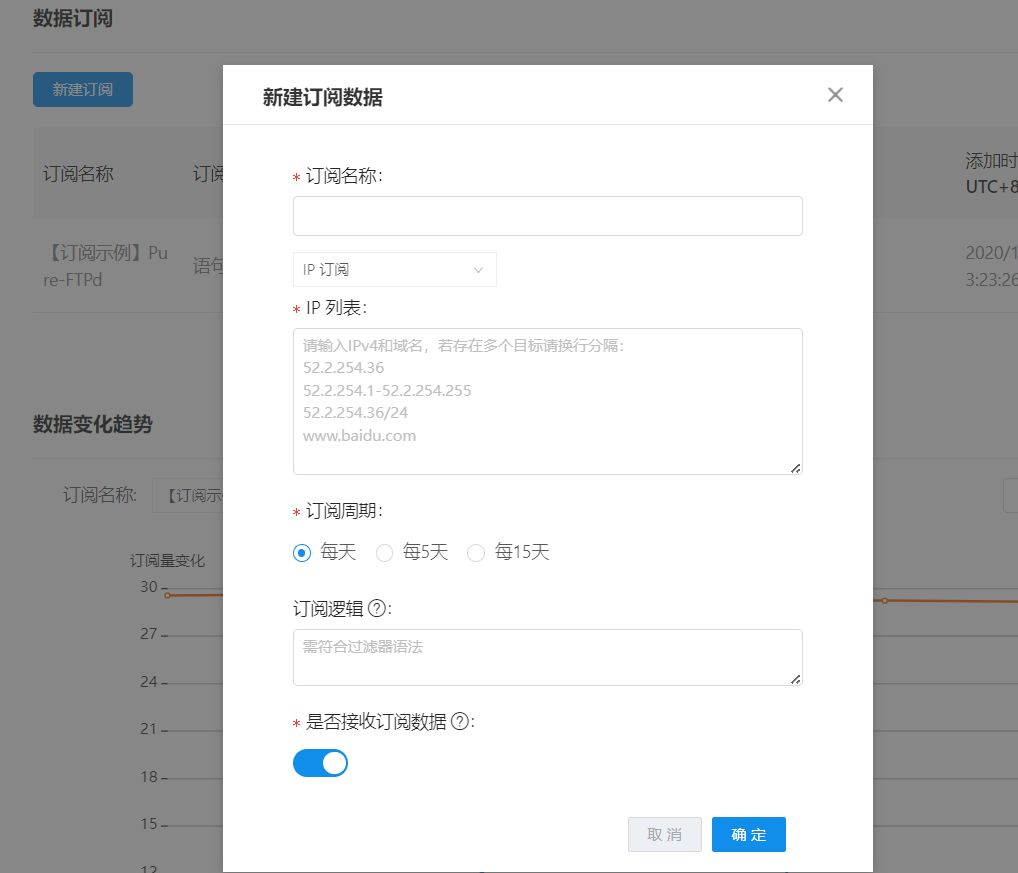 数据订阅
新建订阅
新建订阅数据
订阅名称
订阅
添加时
UTC+8
【订阅示例】Pu
re-FTPd
语句
2020/1
3:23:26
* 订阅名称:
IP 订阅
* IP 列表:
请输入IPv4和域名，若存在多个目标请换行分隔:
52.2.254.36
52.2.254.1-52.2.254.255
52.2.254.36/24
www.baidu.com
* 订阅周期:
每天 每5天 每15天
订阅逻辑 ? :
需符合过滤器语法
* 是否接收订阅数据 ? :
取 消
确 定
数据变化趋势
订阅名称:
【订阅示
订阅量变化
30
27
24
21
18
15
12